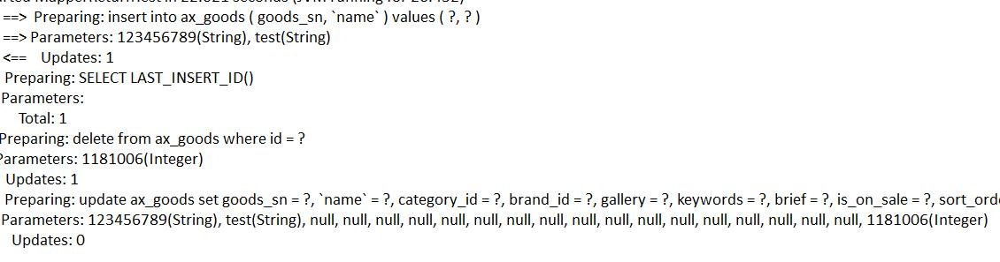 ==>  Preparing: insert into ax_goods ( goods_sn, `name` ) values ( ?, ? )
==> Parameters: 123456789(String), test(String)
<==    Updates: 1
Preparing: SELECT LAST_INSERT_ID()
Parameters:
Total: 1
Preparing: delete from ax_goods where id = ?
Parameters: 1181006(Integer)
Updates: 1
Preparing: update ax_goods set goods_sn = ?, `name` = ?, category_id = ?, brand_id = ?, gallery = ?, keywords = ?, brief = ?, is_on_sale = ?,
Parameters: 123456789(String), test(String), null, null, null, null, null, null, null, null, null, null, null, null, null, null, null, null, 1181006(Integer)
Updates: 0